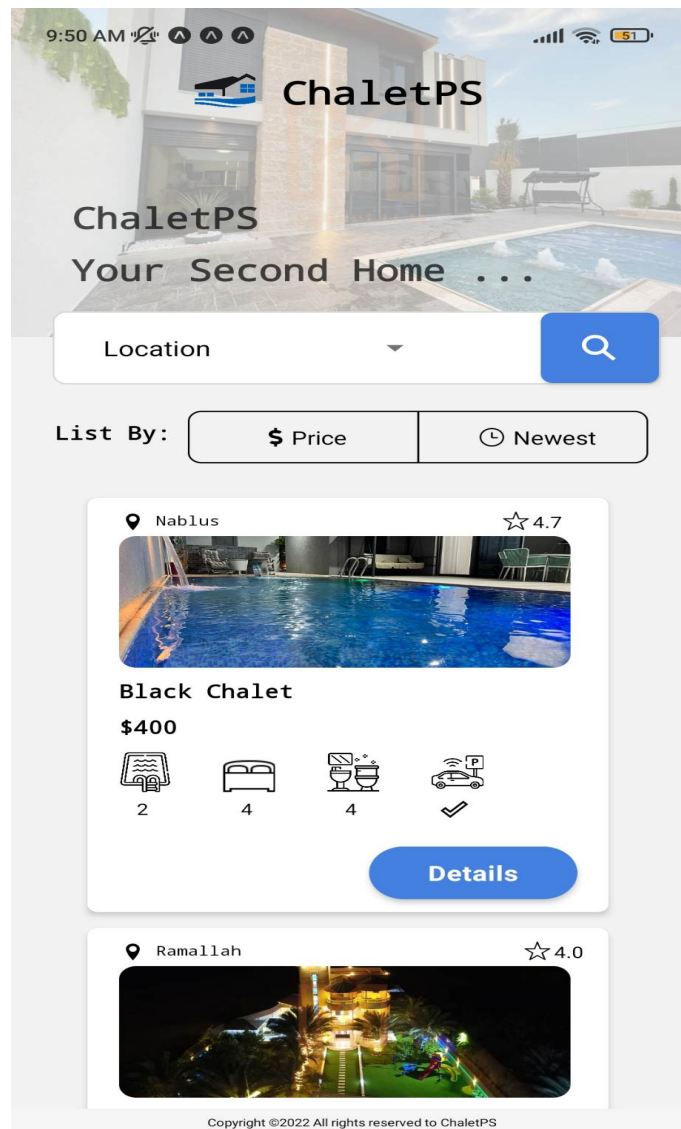 9:50 AM 51
ChaletPS
ChaletPS
Your Second Home ...
Location
List By: $ Price Newest
Nablus 4.7
Black Chalet
$400
P
2 4 4
Details
Ramallah 4.0
Copyright ©2022 All rights reserved to ChaletPS